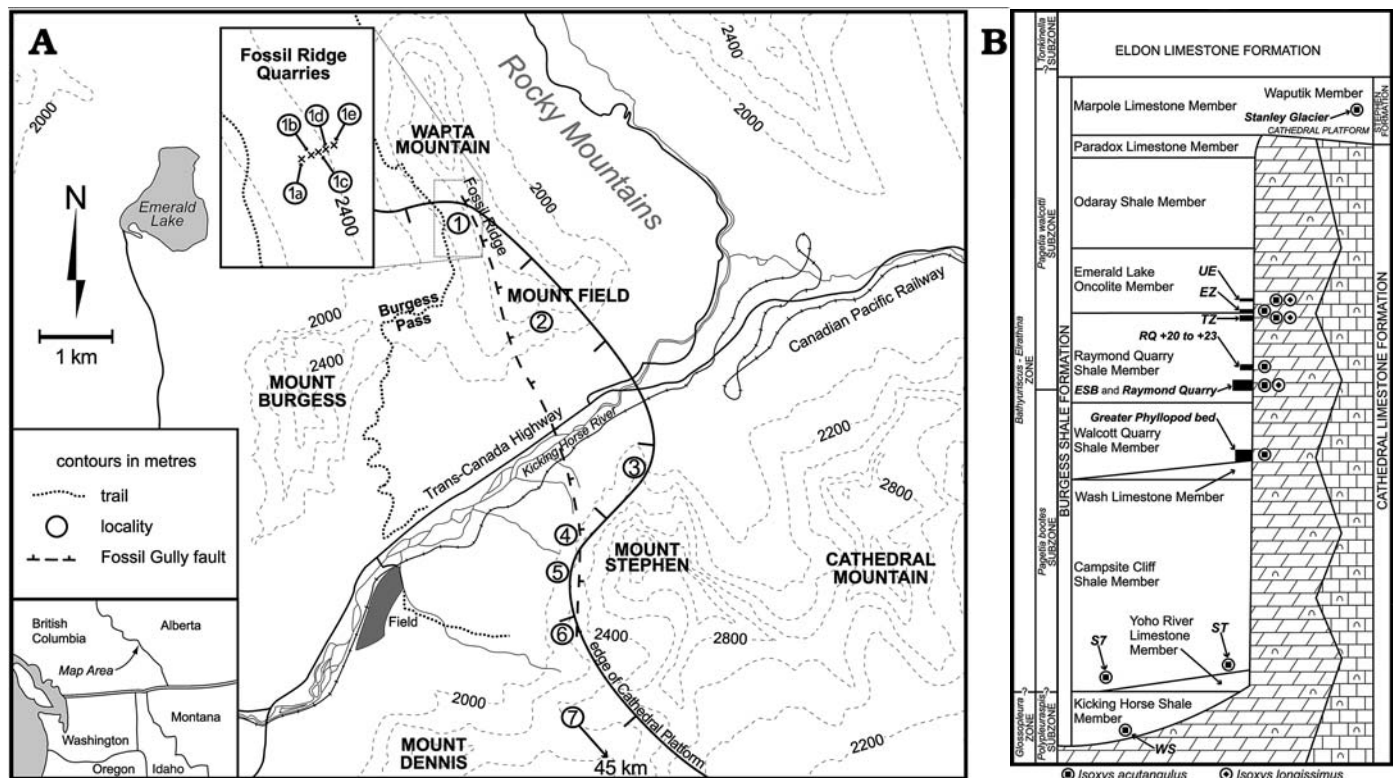 A
Fossil Ridge
Quarries
1b
1d
1e
1a
1c
2400
2000
N
1 km
Emerald
Lake
WAPTA
MOUNTAIN
Rocky Mountains
2400
2000
2000
Fossil Ridge
1
MOUNT FIELD
2
Burgess
Pass
2000
2400
MOUNT
BURGESS
Canadian Pacific Railway
Trans-Canada Highway
Kicking Horse River
2200
2800
3
4
5
6
MOUNT
STEPHEN
CATHEDRAL
MOUNTAIN
2400
2800
Field
edge of Cathedral Platform
2000
7
45 km
MOUNT
DENNIS
2200
contours in metres
trail
locality
Fossil Gully fault
British
Columbia
Alberta
Map Area
Montana
Washington
Oregon
Idaho
B
Tonkinella
SUBZONE
ELDON LIMESTONE FORMATION
?
Marpole Limestone Member
Waputik Member
Stanley Glacier
CATHEDRAL PLATFORM
STEPHEN
FORMATION
Paradox Limestone Member
Odaray Shale Member
Pagetia walcotti
SUBZONE
Emerald Lake
Oncolite Member
UE
EZ
TZ
RQ +20 to +23
Raymond Quarry
Shale Member
ESB and Raymond Quarry
Bathyuriscus - Elrathina
ZONE
BURGESS SHALE FORMATION
CATHEDRAL LIMESTONE FORMATION
Greater Phyllopod bed
Walcott Quarry
Shale Member
Wash Limestone Member
Pagetia bootes
SUBZONE
Campsite Cliff
Shale Member
Yoho River
Limestone
Member
S7
ST
?
?
Kicking Horse Shale
Member
WS
Glossopleura
ZONE
Polypleuraspis
SUBZONE
Isoxys acutangulus
Isoxys longissimus